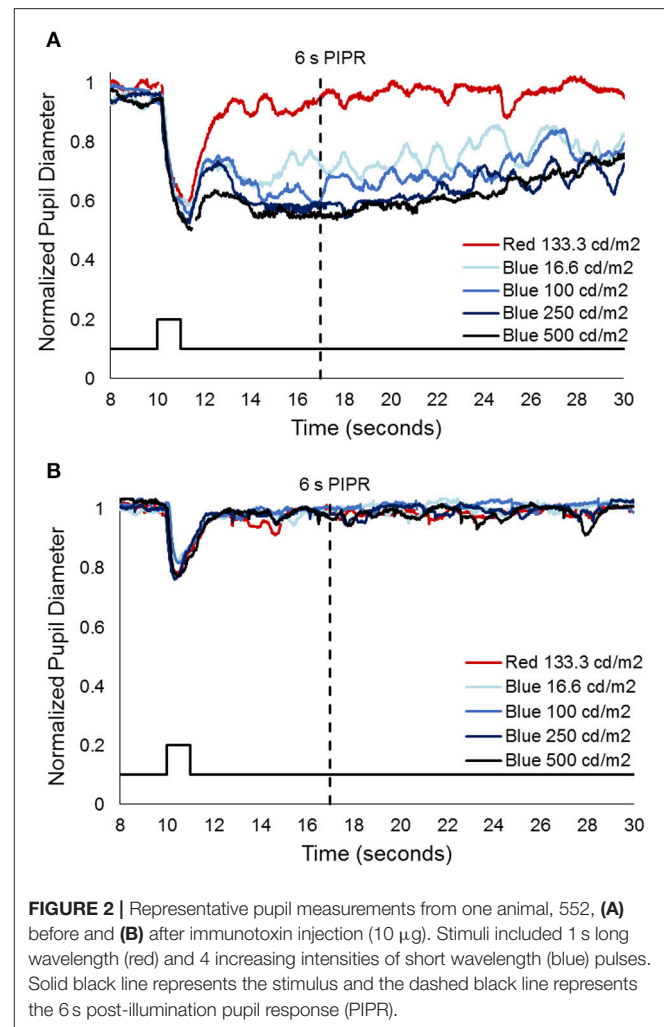 A
6 s PIPR
1
0.8
0.6
0.4
0.2
0
Normalized Pupil Diameter
Red 133.3 cd/m2
Blue 16.6 cd/m2
Blue 100 cd/m2
Blue 250 cd/m2
Blue 500 cd/m2
8 10 12 14 16 18 20 22 24 26 28 30
Time (seconds)
B
6 s PIPR
1
0.8
0.6
0.4
0.2
0
Normalized Pupil Diameter
Red 133.3 cd/m2
Blue 16.6 cd/m2
Blue 100 cd/m2
Blue 250 cd/m2
Blue 500 cd/m2
8 10 12 14 16 18 20 22 24 26 28 30
Time (seconds)
FIGURE 2 | Representative pupil measurements from one animal, 552, (A)
before and (B) after immunotoxin injection (10 μg). Stimuli included 1 s long
wavelength (red) and 4 increasing intensities of short wavelength (blue) pulses.
Solid black line represents the stimulus and the dashed black line represents
the 6 s post-illumination pupil response (PIPR).